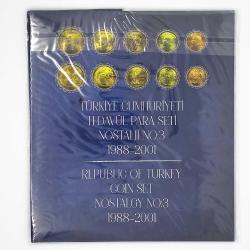 TÜRKİYE CUMHURİYETİ
TEDAVÜL PARA SETİ
NOSTALJİ NO:3
1988-2001
REPUBLIC OF TURKEY
COIN SET
NOSTALGY NO:3
1988-2001